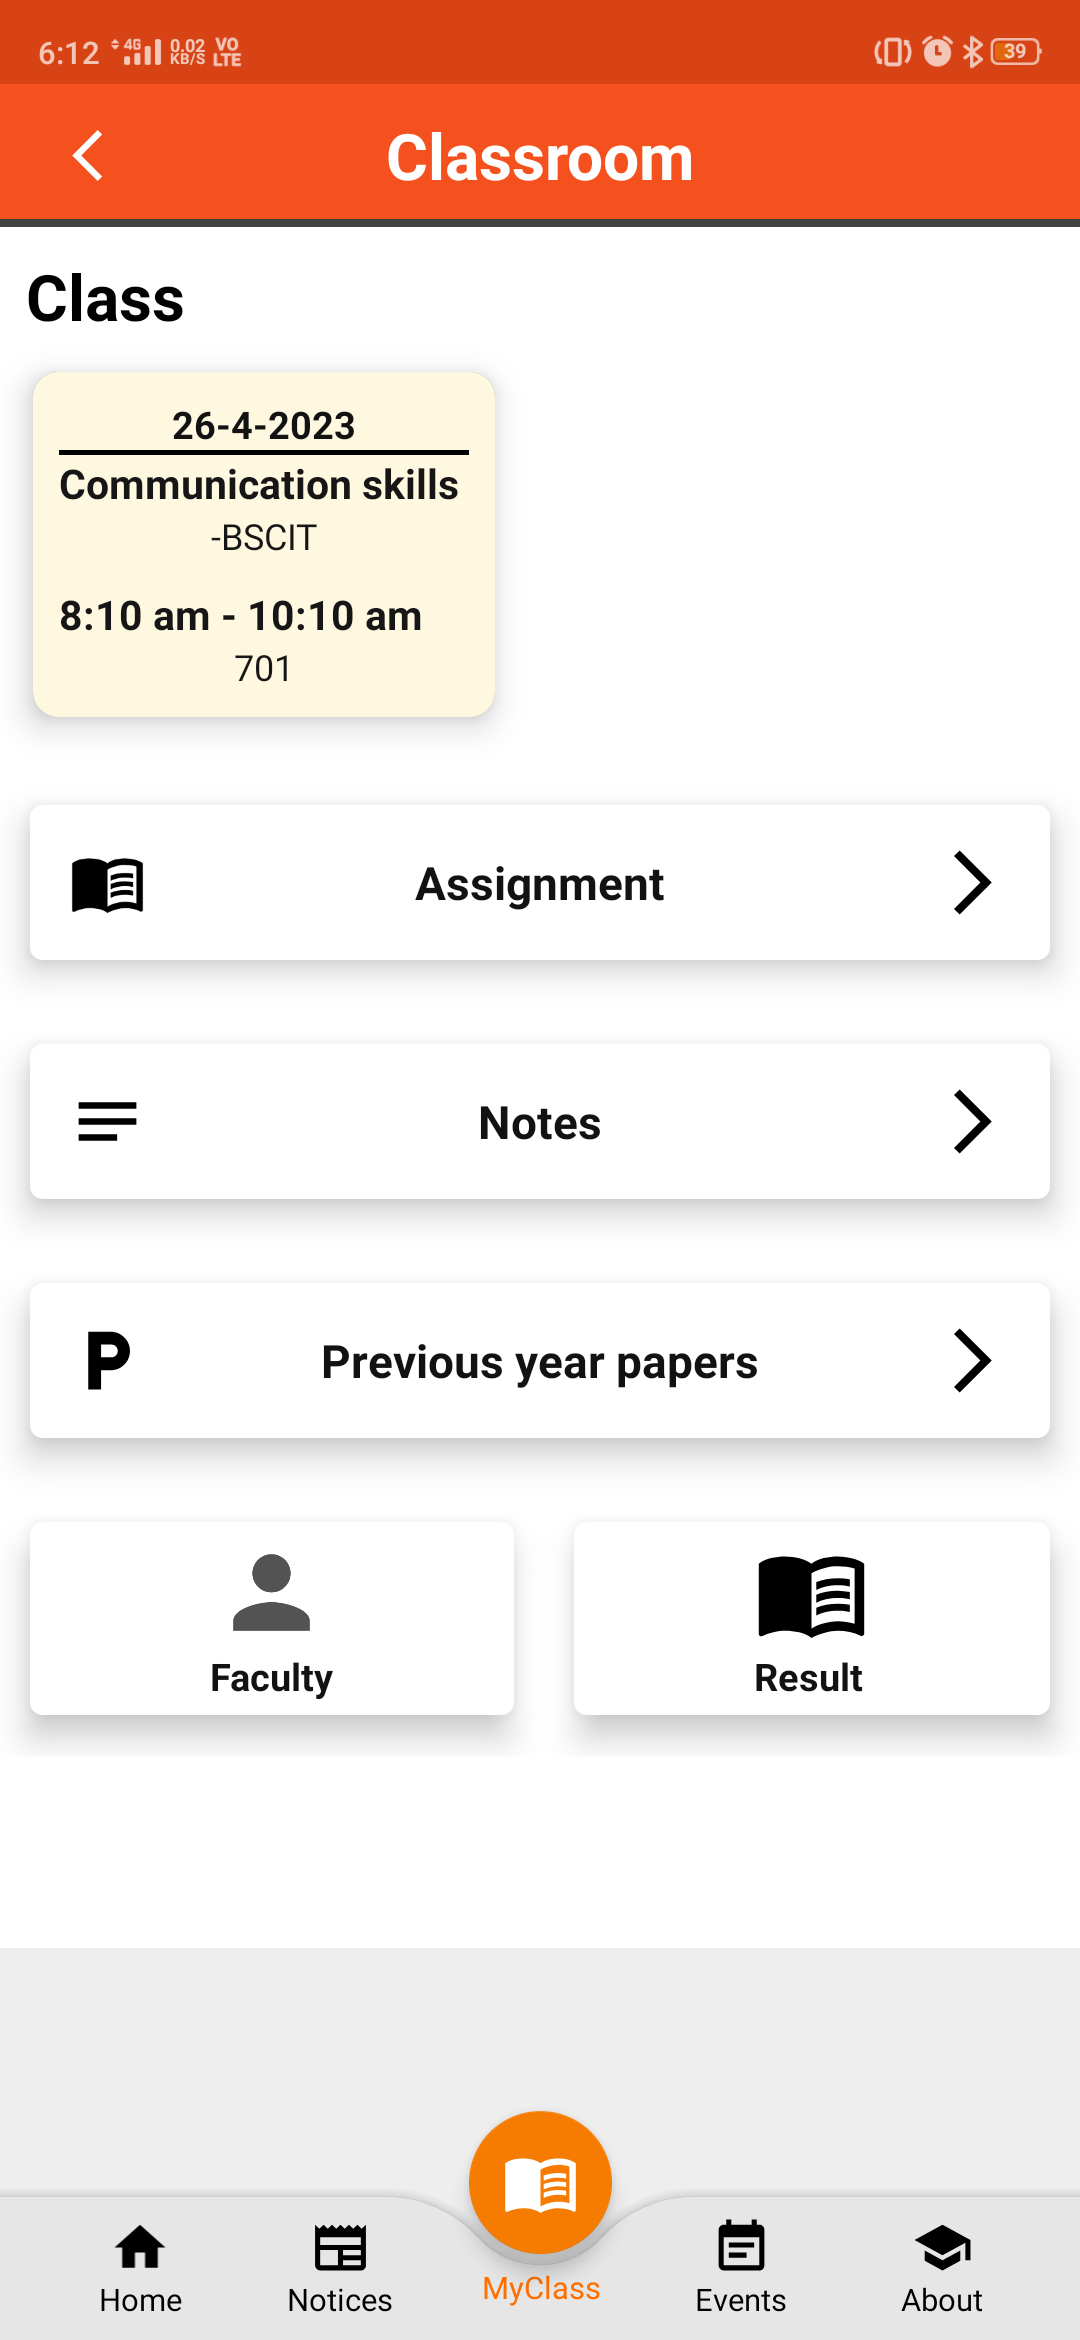 6:12 4G 0.02 KB/S VO LTE 39
Classroom
Class
26-4-2023
Communication skills
-BSCIT
8:10 am - 10:10 am
701
Assignment
Notes
P Previous year papers
Faculty Result
Home Notices MyClass Events About